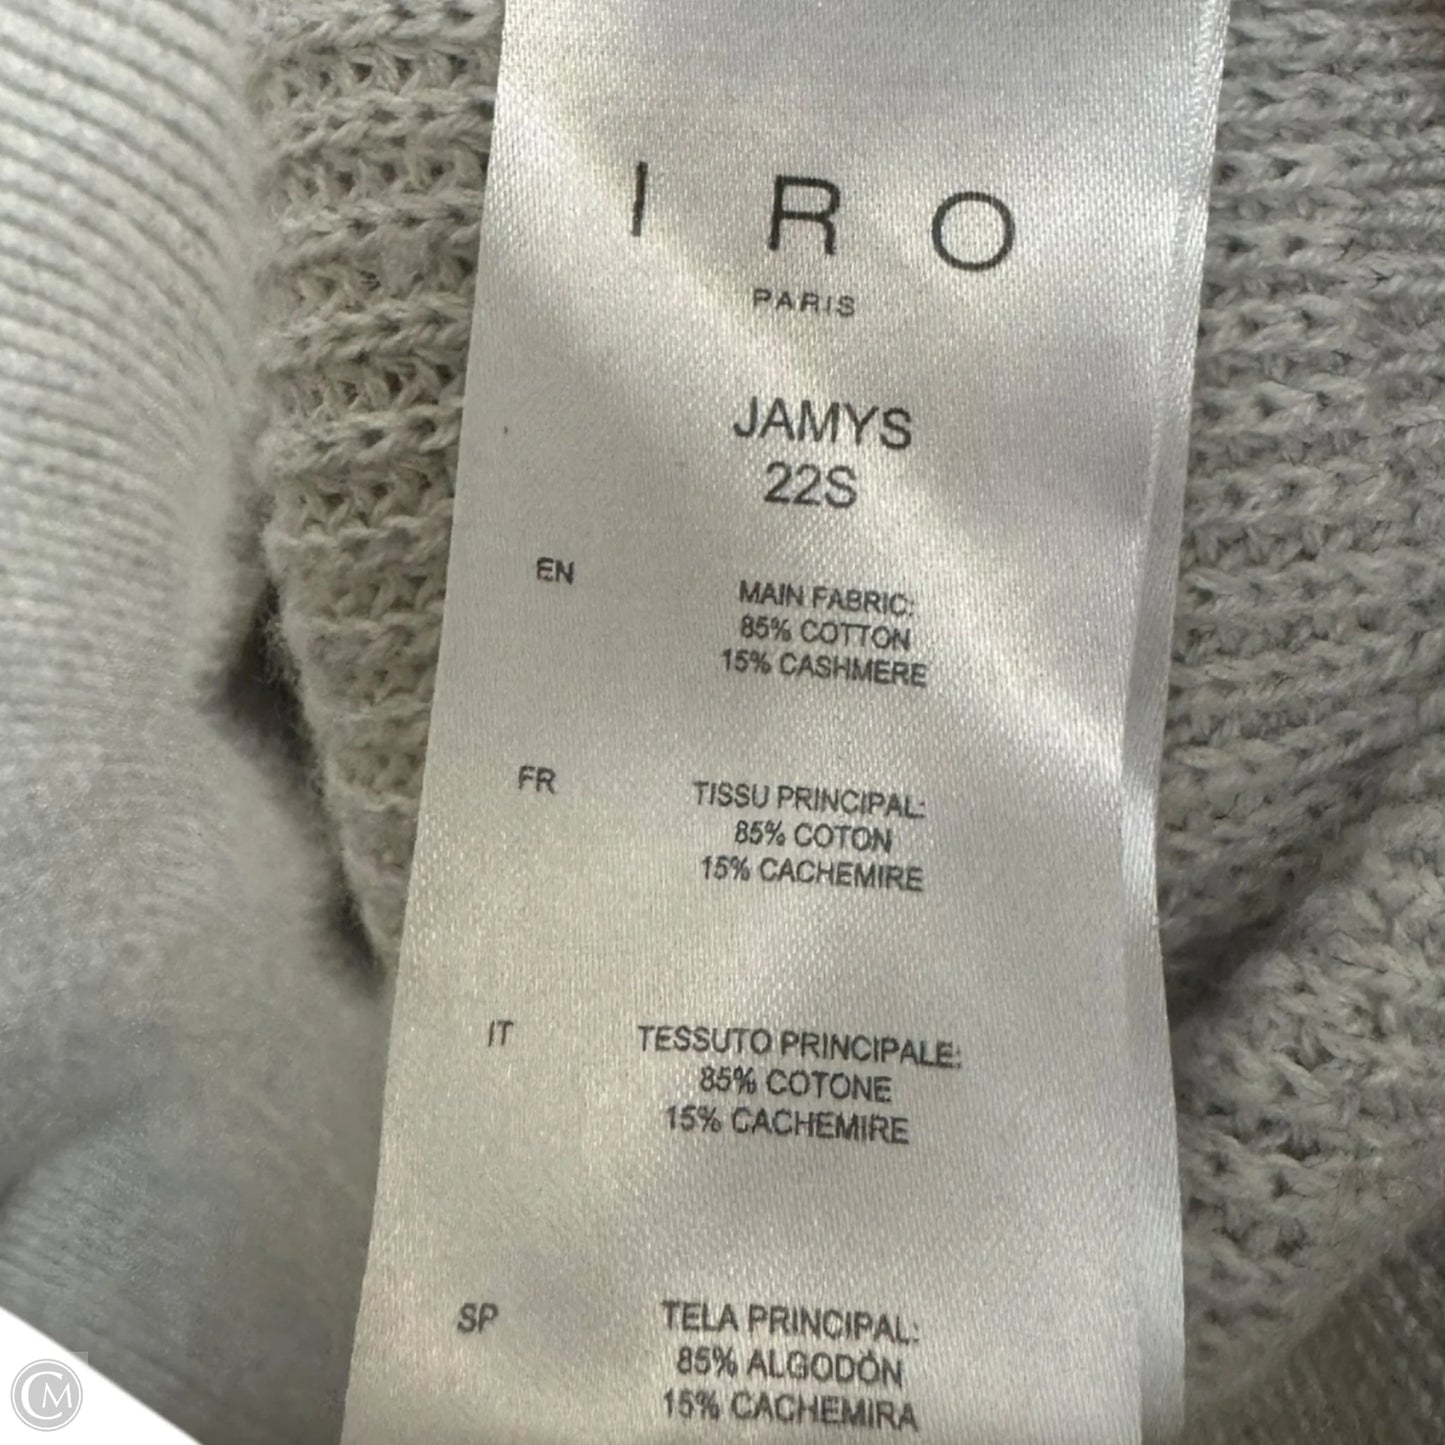 I R O
PARIS
JAMYS
22S
EN
MAIN FABRIC:
85% COTTON
15% CASHMERE
FR
TISSU PRINCIPAL:
85% COTON
15% CACHEMIRE
IT
TESSUTO PRINCIPALE:
85% COTONE
15% CACHEMIRE
SP
TELA PRINCIPAL:
85% ALGODÓN
15% CACHEMIRA
CM